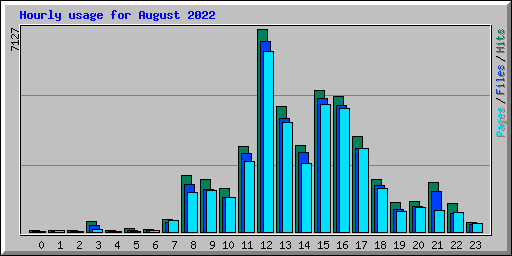 Hourly usage for August 2022
7127
Pages/Files/Hits
0 1 2 3 4 5 6 7 8 9 10 11 12 13 14 15 16 17 18 19 20 21 22 23